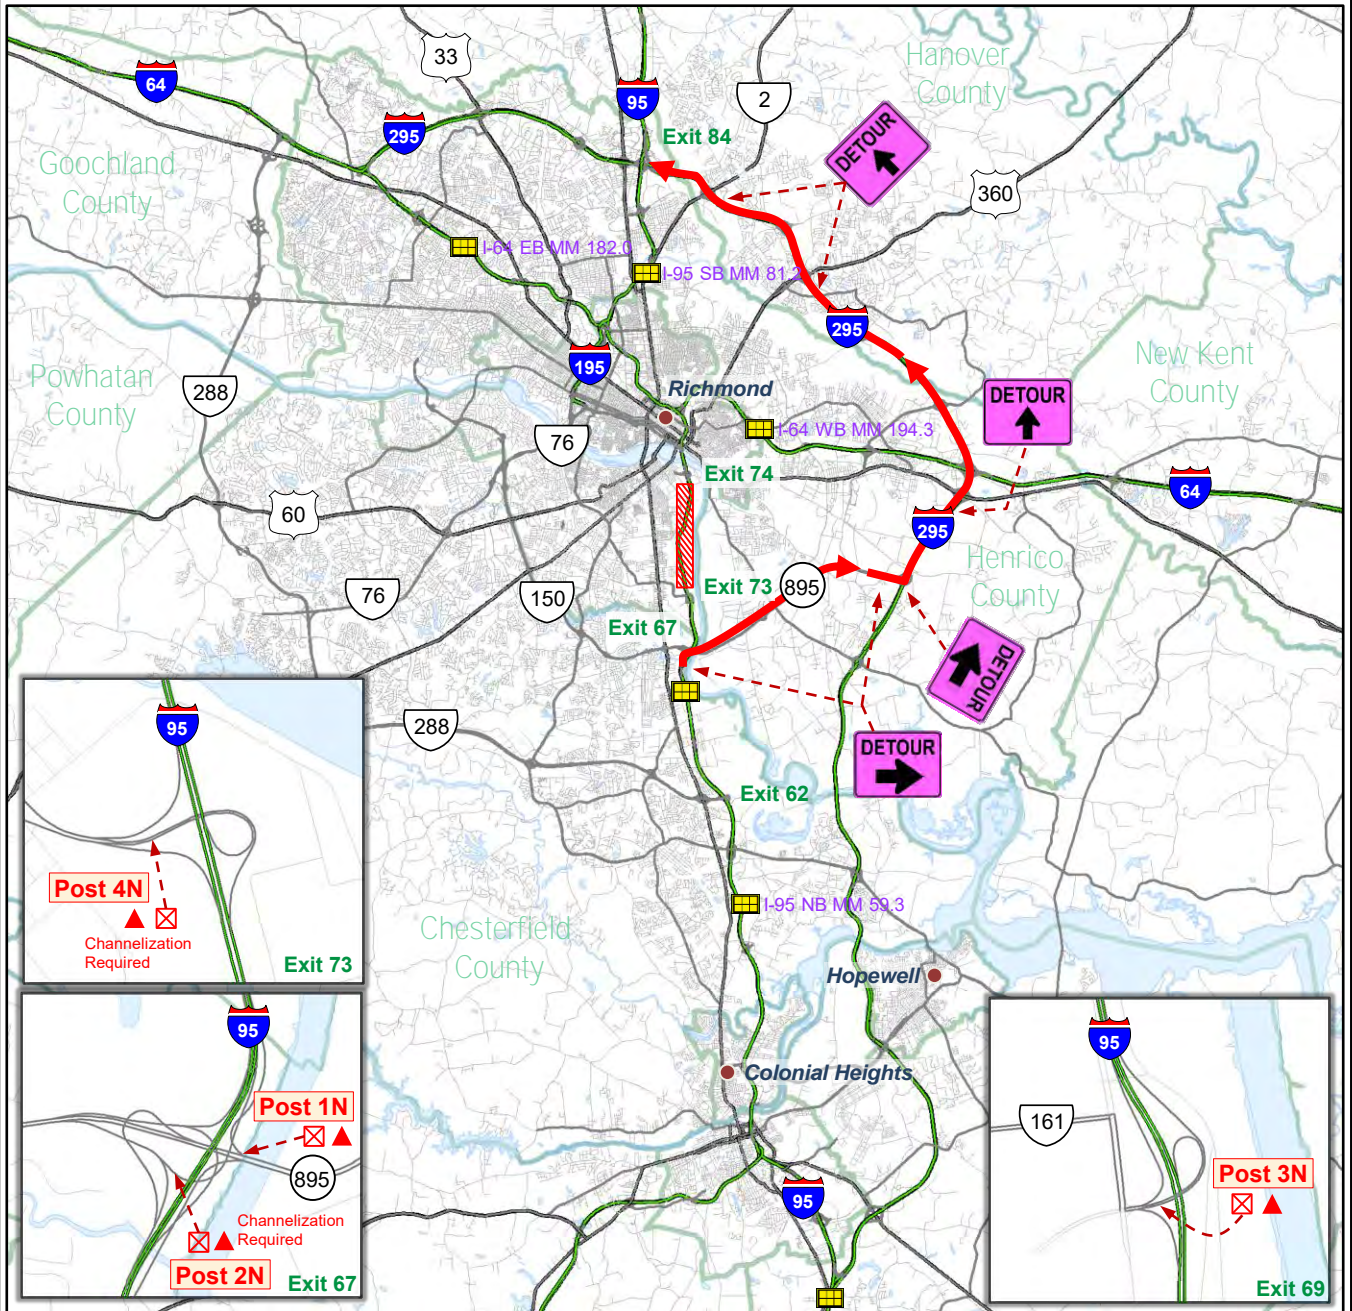 33
64
95
2
Hanover
County
295
Exit 84
DETOUR
Goochland
County
360
I-64 EB MM 182.0
I-95 SB MM 81.2
295
New Kent
County
195
Powhatan
County
288
Richmond
DETOUR
76
I-64 WB MM 194.3
Exit 74
64
60
295
Henrico
County
Exit 73
895
76
150
Exit 67
DETOUR
288
DETOUR
Exit 62
I-95 NB MM 59.3
Chesterfield
County
Hopewell
Colonial Heights
95
95
Post 4N
Channelization
Required
Exit 73
95
Post 1N
895
Channelization
Required
Post 2N
Exit 67
95
161
Post 3N
Exit 69